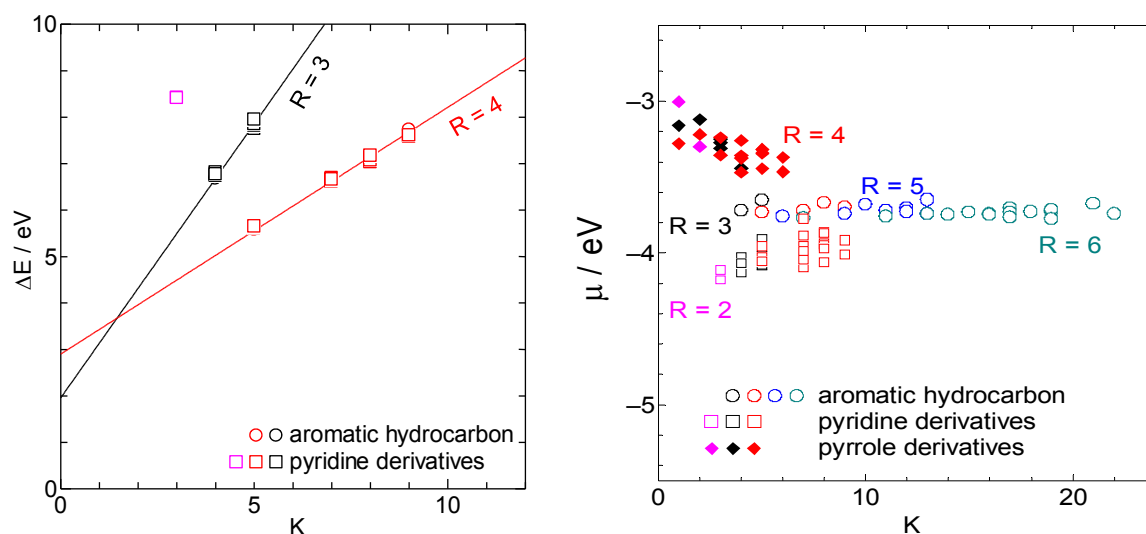 10
5
0
0
5
10
ΔE / eV
K
R = 3
R = 4
aromatic hydrocarbon
pyridine derivatives
–3
–4
–5
0
10
20
μ / eV
K
R = 4
R = 5
R = 3
R = 6
R = 2
aromatic hydrocarbon
pyridine derivatives
pyrrole derivatives